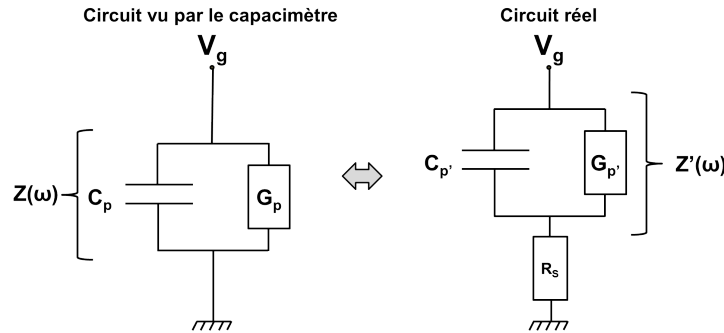 Circuit vu par le capacimètre
Vg
Z(ω)
Cp
Gp
Circuit réel
Vg
Cp'
Gp'
Z'(ω)
Rs